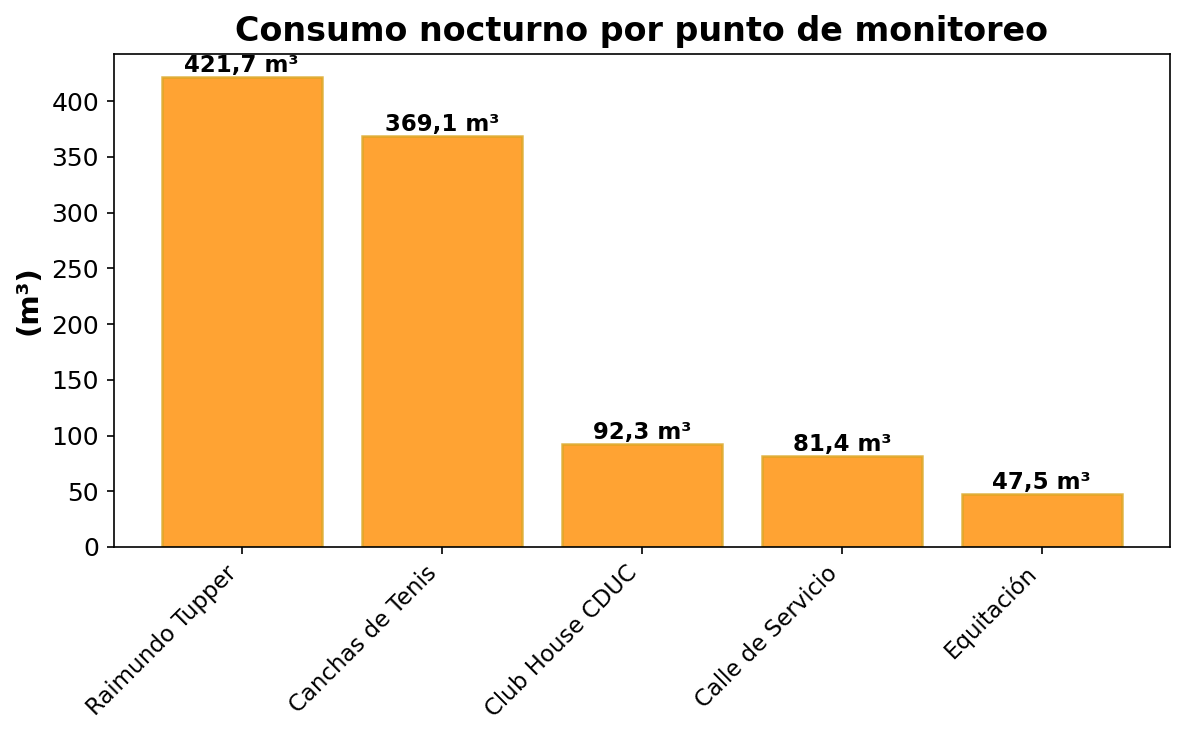 Consumo nocturno por punto de monitoreo
421,7 m³
369,1 m³
92,3 m³
81,4 m³
47,5 m³
(m³)
400
350
300
250
200
150
100
50
0
Raimundo Tupper
Canchas de Tenis
Club House CDUC
Calle de Servicio
Equitación